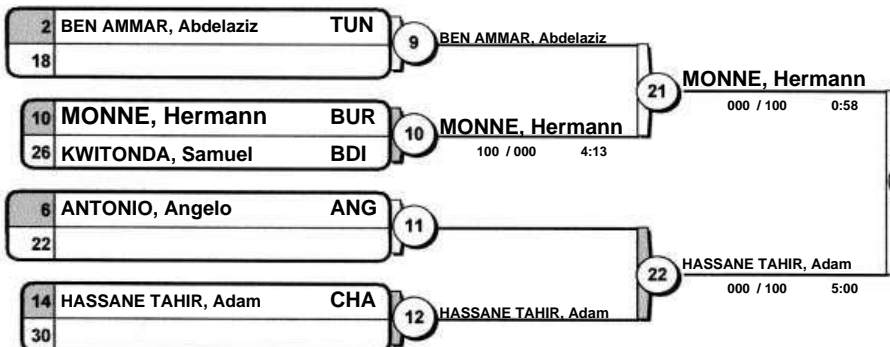 2 BEN AMMAR, Abdelaziz TUN
18
9
BEN AMMAR, Abdelaziz
10 MONNE, Hermann BUR
26 KWITONDA, Samuel BDI
10
MONNE, Hermann
100 / 000 4:13
21
MONNE, Hermann
000 / 100 0:58
6 ANTONIO, Angelo ANG
22
11
14 HASSANE TAHIR, Adam CHA
30
12
HASSANE TAHIR, Adam
22
HASSANE TAHIR, Adam
000 / 100 5:00